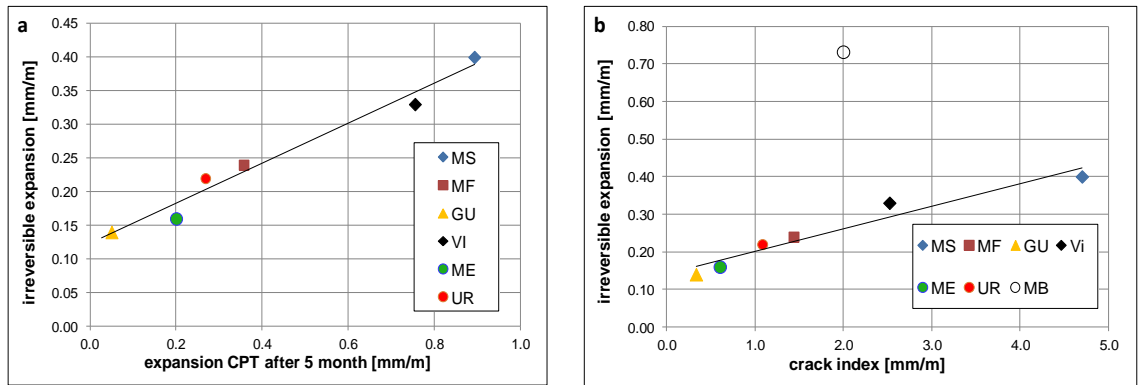 a
irreversible expansion [mm/m]
0.45
0.40
0.35
0.30
0.25
0.20
0.15
0.10
0.05
0.00
MS
MF
GU
VI
ME
UR
0.0 0.2 0.4 0.6 0.8 1.0
expansion CPT after 5 month [mm/m]
b
irreversible expansion [mm/m]
0.80
0.70
0.60
0.50
0.40
0.30
0.20
0.10
0.00
MS MF GU Vi
ME UR MB
0.0 1.0 2.0 3.0 4.0 5.0
crack index [mm/m]